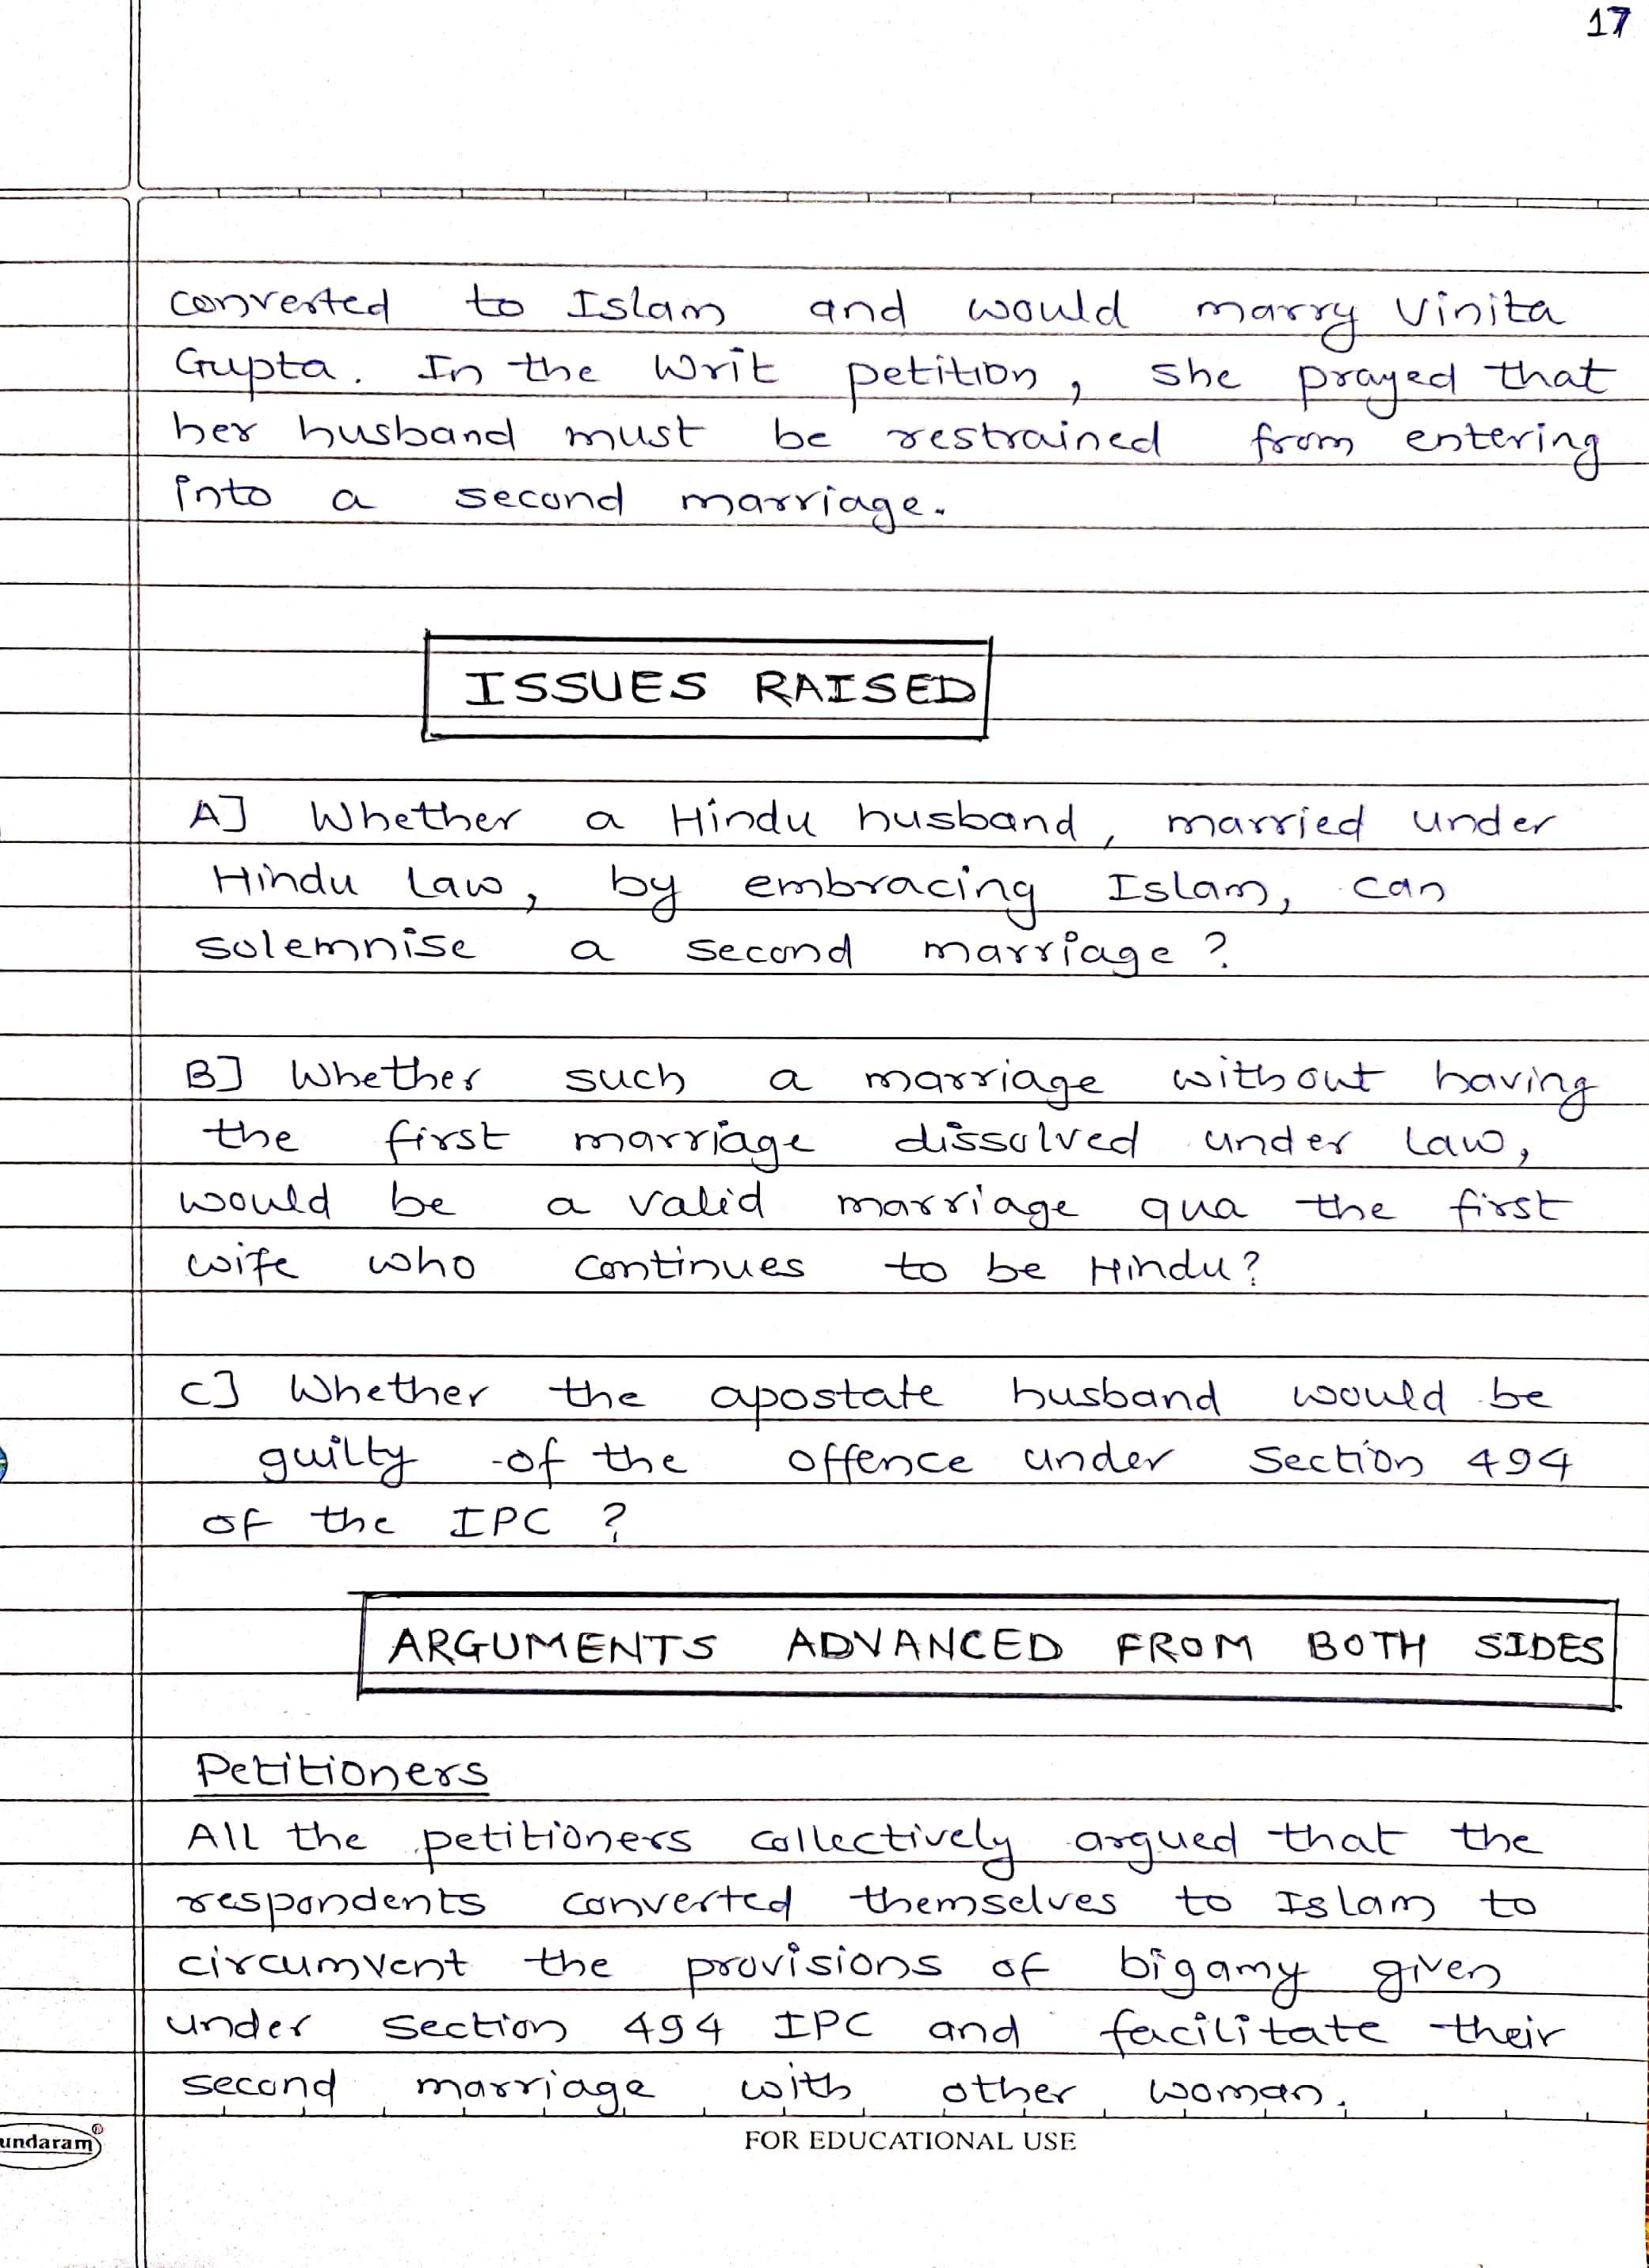 17
converted to Islam and would marry Vinita
Gupta. In the Writ petition, she prayed that
her husband must be restrained from entering
into a second marriage.
ISSUES RAISED
A] Whether a Hindu husband, married under
Hindu Law, by embracing Islam, can
solemnise a second marriage?
B] Whether such a marriage without having
the first marriage dissolved under law,
would be a valid marriage qua the first
wife who continues to be Hindu?
C] Whether the apostate husband would be
guilty of the offence under Section 494
of the IPC ?
ARGUMENTS ADVANCED FROM BOTH SIDES
Petitioners
All the petitioners collectively argued that the
respondents converted themselves to Islam to
circumvent the provisions of bigamy given
under Section 494 IPC and facilitate their
second marriage with other woman.
undaram
FOR EDUCATIONAL USE